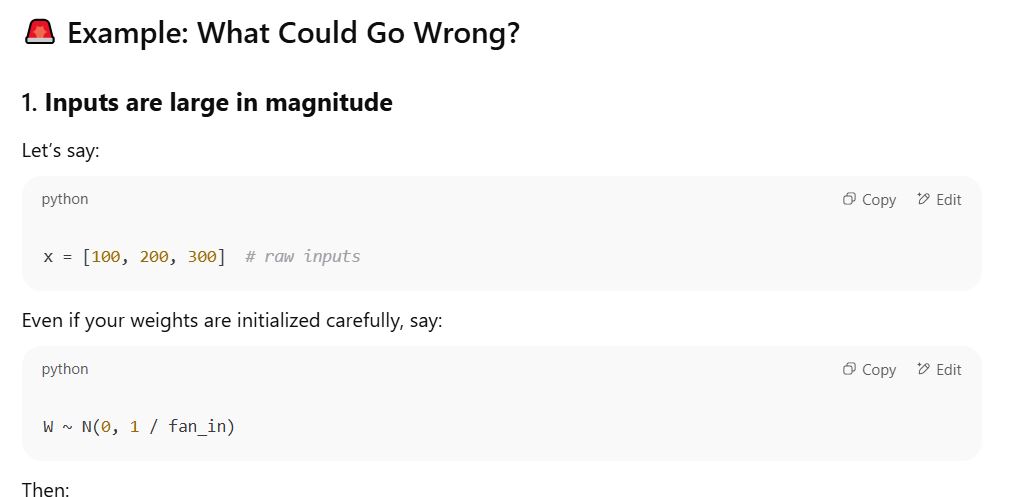 🚨 Example: What Could Go Wrong?
1. Inputs are large in magnitude
Let's say:
python Copy Edit
x = [100, 200, 300]  # raw inputs
Even if your weights are initialized carefully, say:
python Copy Edit
W ~ N(0, 1 / fan_in)
Then: